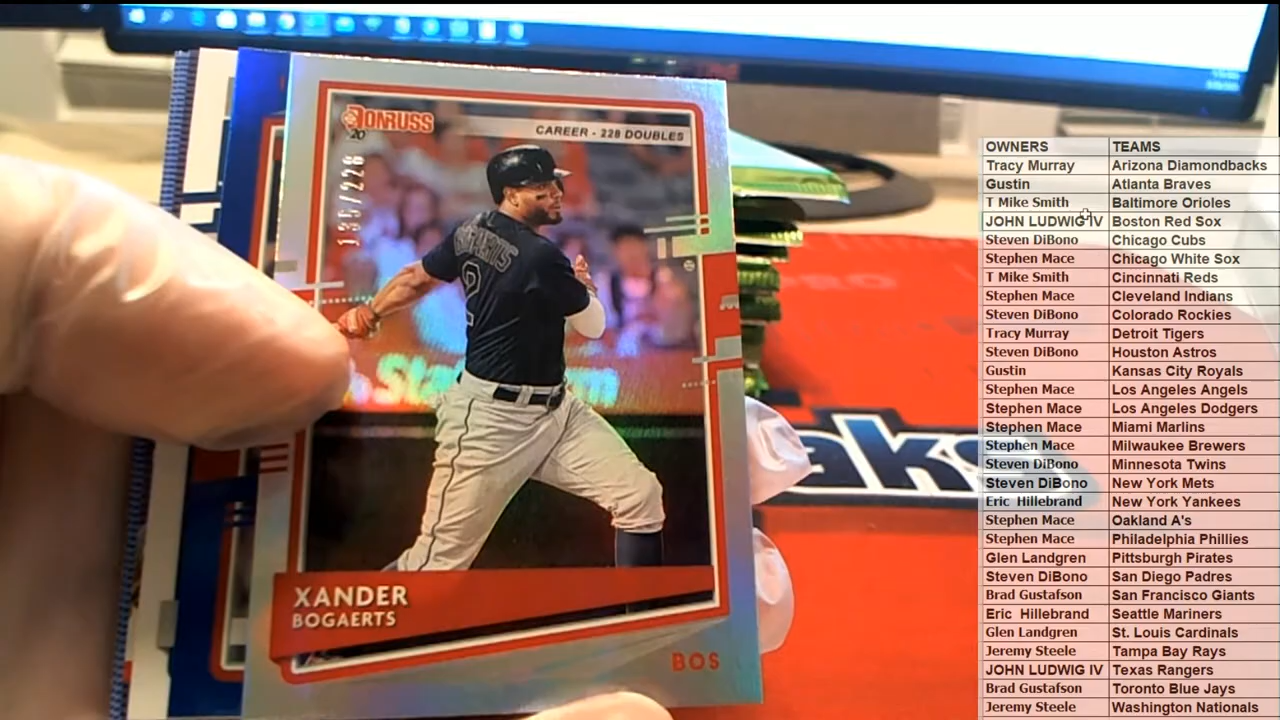 DONRUSS
20
CAREER - 228 DOUBLES
135/228
BOGAERTS
2
XANDER
BOGAERTS
BOS
aks
OWNERS TEAMS
Tracy Murray Arizona Diamondbacks
Gustin Atlanta Braves
T Mike Smith Baltimore Orioles
JOHN LUDWIG IV Boston Red Sox
Steven DiBono Chicago Cubs
Stephen Mace Chicago White Sox
T Mike Smith Cincinnati Reds
Stephen Mace Cleveland Indians
Steven DiBono Colorado Rockies
Tracy Murray Detroit Tigers
Steven DiBono Houston Astros
Gustin Kansas City Royals
Stephen Mace Los Angeles Angels
Stephen Mace Los Angeles Dodgers
Stephen Mace Miami Marlins
Stephen Mace Milwaukee Brewers
Steven DiBono Minnesota Twins
Steven DiBono New York Mets
Eric Hillebrand New York Yankees
Stephen Mace Oakland A's
Stephen Mace Philadelphia Phillies
Glen Landgren Pittsburgh Pirates
Steven DiBono San Diego Padres
Brad Gustafson San Francisco Giants
Eric Hillebrand Seattle Mariners
Glen Landgren St. Louis Cardinals
Jeremy Steele Tampa Bay Rays
JOHN LUDWIG IV Texas Rangers
Brad Gustafson Toronto Blue Jays
Jeremy Steele Washington Nationals